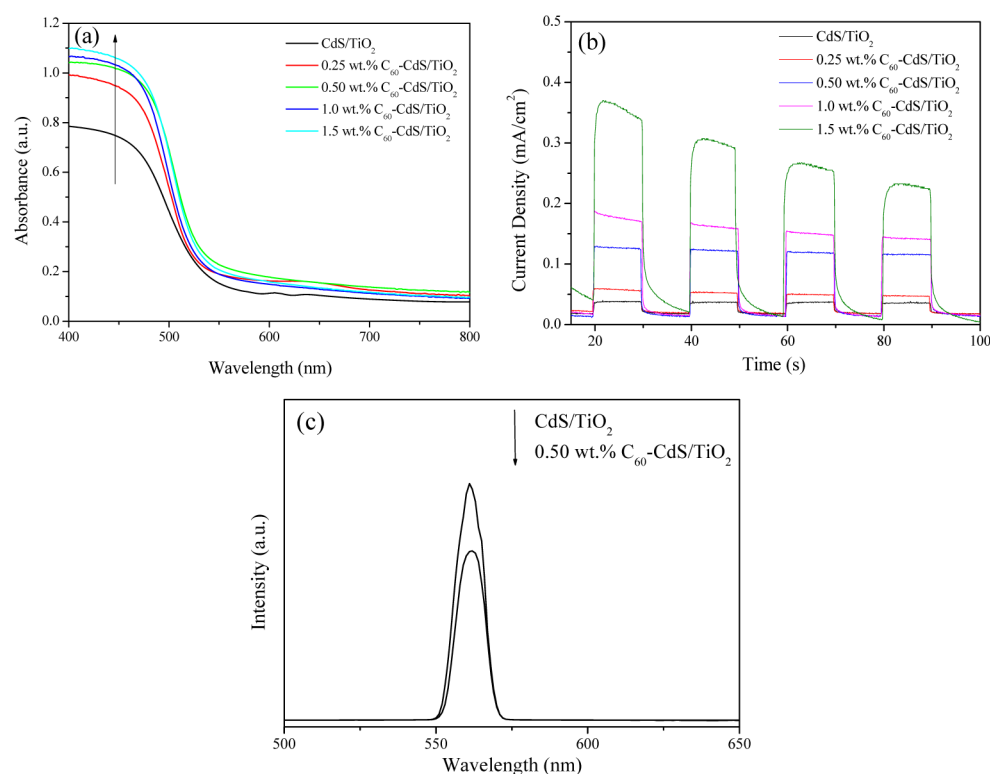 (a)
CdS/TiO₂
0.25 wt.% C₆₀-CdS/TiO₂
0.50 wt.% C₆₀-CdS/TiO₂
1.0 wt.% C₆₀-CdS/TiO₂
1.5 wt.% C₆₀-CdS/TiO₂
Absorbance (a.u.)
1.2
1.0
0.8
0.6
0.4
0.2
0.0
400
500
600
700
800
Wavelength (nm)
(b)
CdS/TiO₂
0.25 wt.% C₆₀-CdS/TiO₂
0.50 wt.% C₆₀-CdS/TiO₂
1.0 wt.% C₆₀-CdS/TiO₂
1.5 wt.% C₆₀-CdS/TiO₂
Current Density (mA/cm²)
0.5
0.4
0.3
0.2
0.1
0.0
20
40
60
80
100
Time (s)
(c)
CdS/TiO₂
0.50 wt.% C₆₀-CdS/TiO₂
Intensity (a.u.)
500
550
600
650
Wavelength (nm)